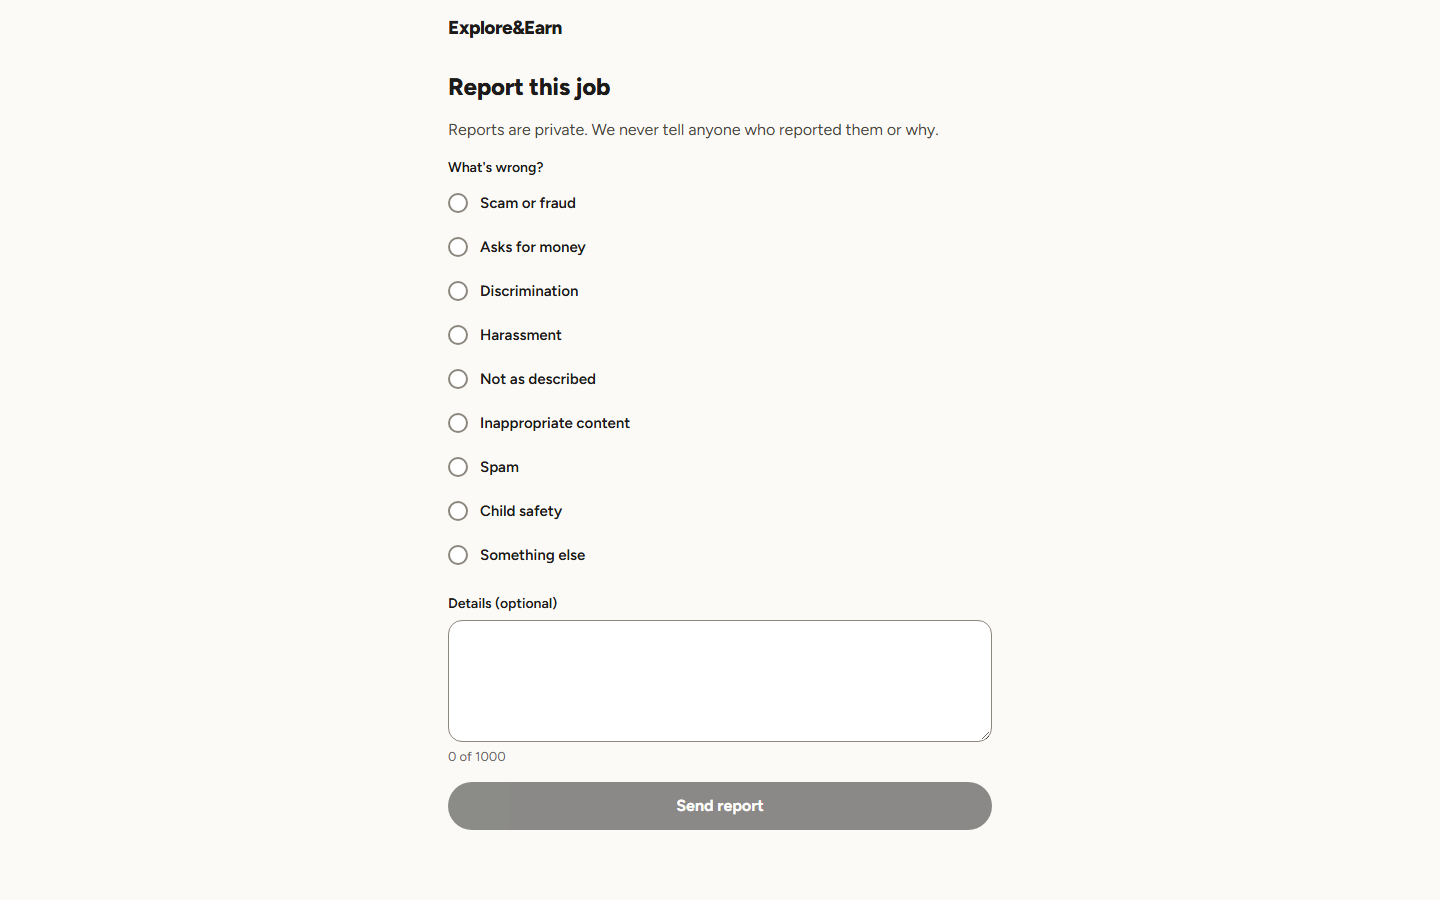 Explore&Earn
Report this job
Reports are private. We never tell anyone who reported them or why.
What's wrong?
Scam or fraud
Asks for money
Discrimination
Harassment
Not as described
Inappropriate content
Spam
Child safety
Something else
Details (optional)
0 of 1000
Send report